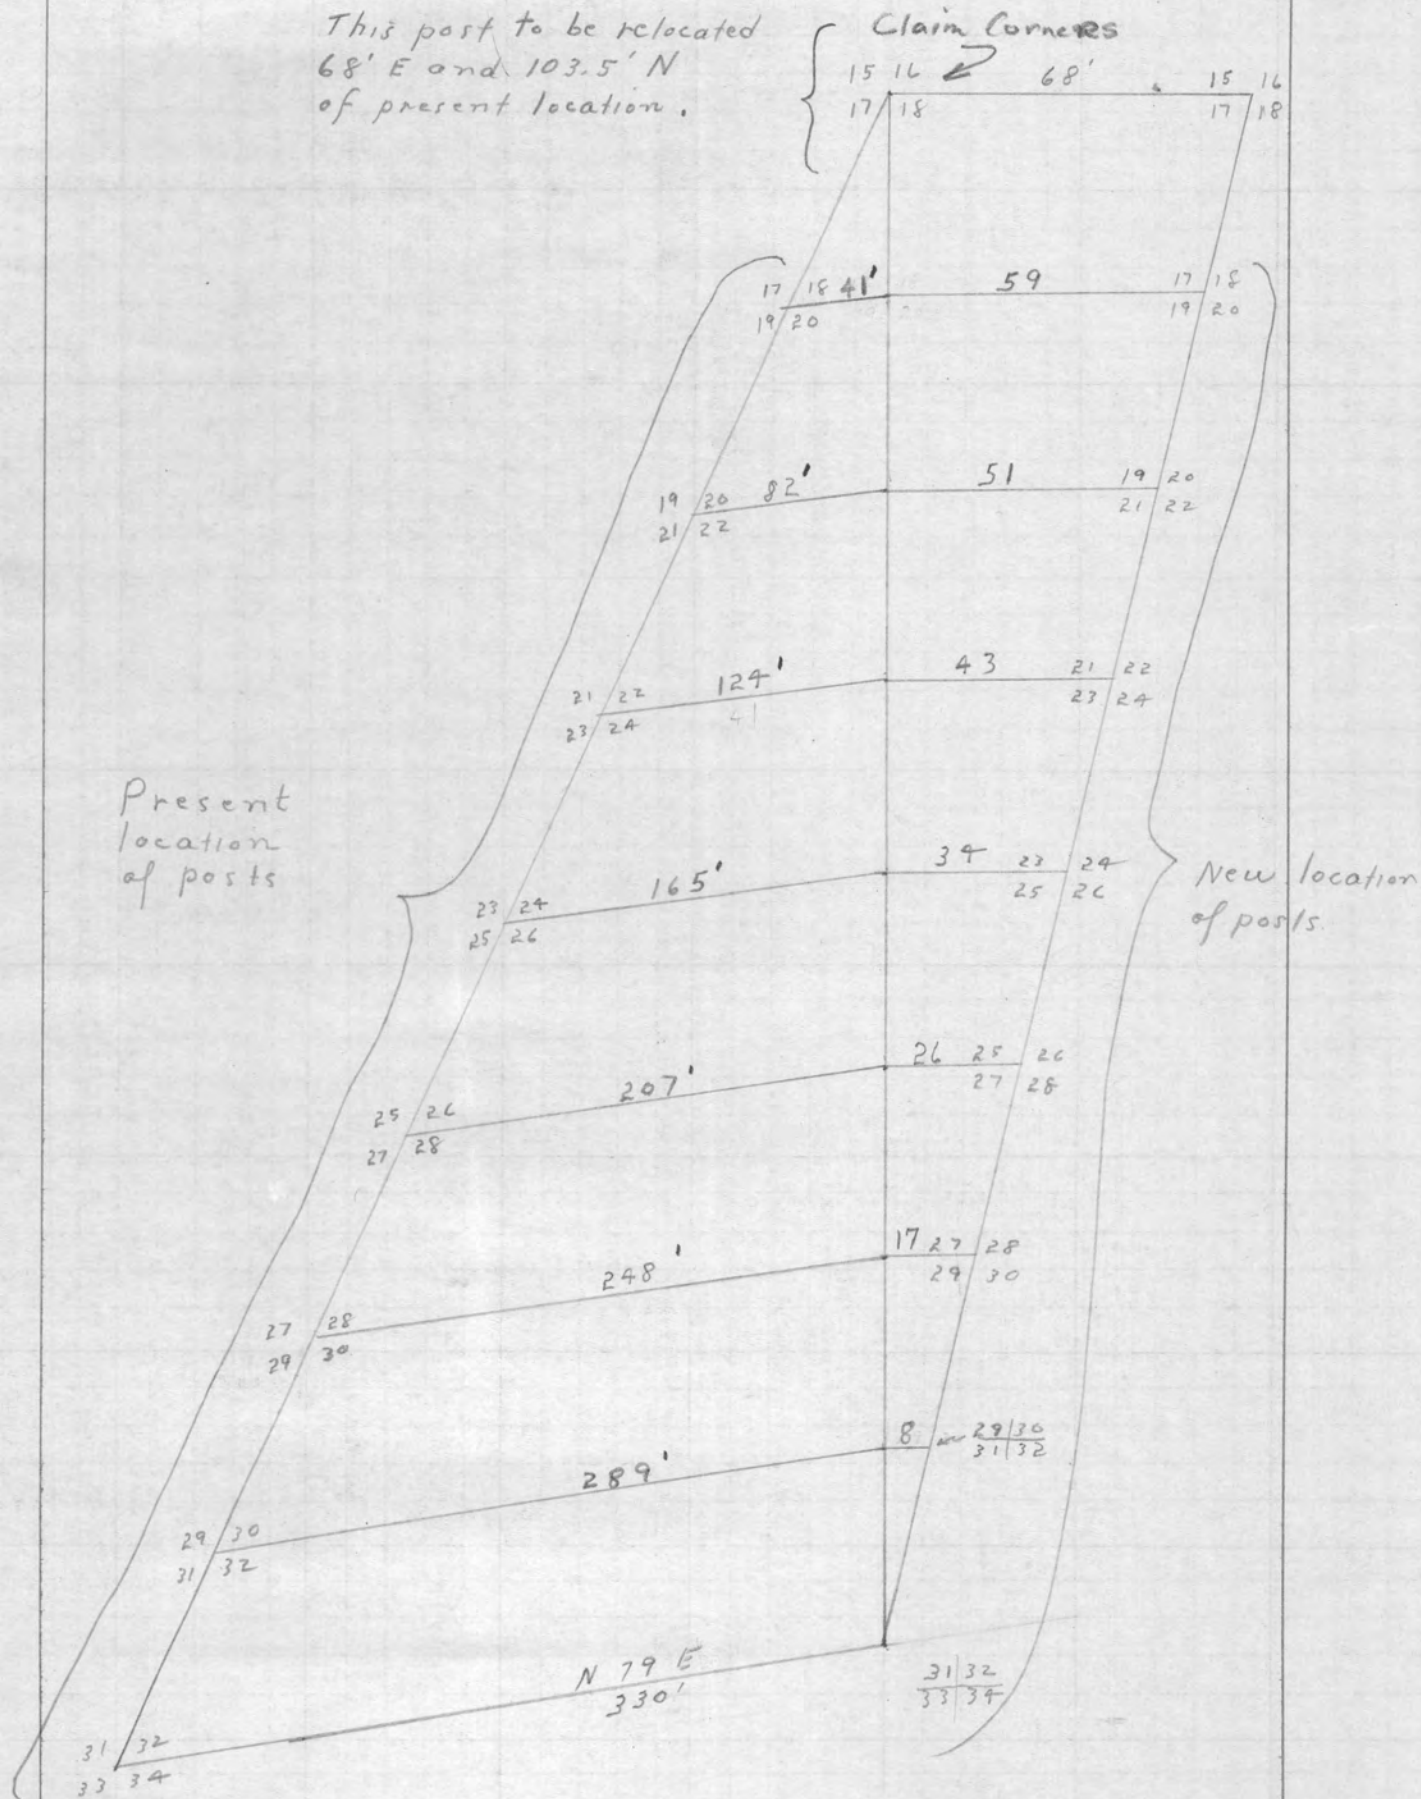 This post to be relocated
68' E and 103.5' N
of present location.
Claim Corners
15 16 68' 15 16
17 18 17 18
17 18 41' 59 17 18
19 20 19 20
19 20 82' 51 19 20
21 22 21 22
21 22 124' 43 21 22
23 24 41 23 24
Present
location
of posts
23 24 165' 34 23 24
25 26 25 26
New location
of posts
25 26 207' 26 25 26
27 28 27 28
27 28 248' 17 27 28
29 30 29 30
29 30 289' 8 29 30
31 32 31 32
N 79 E
330'
31 32
33 34
31 32
33 34